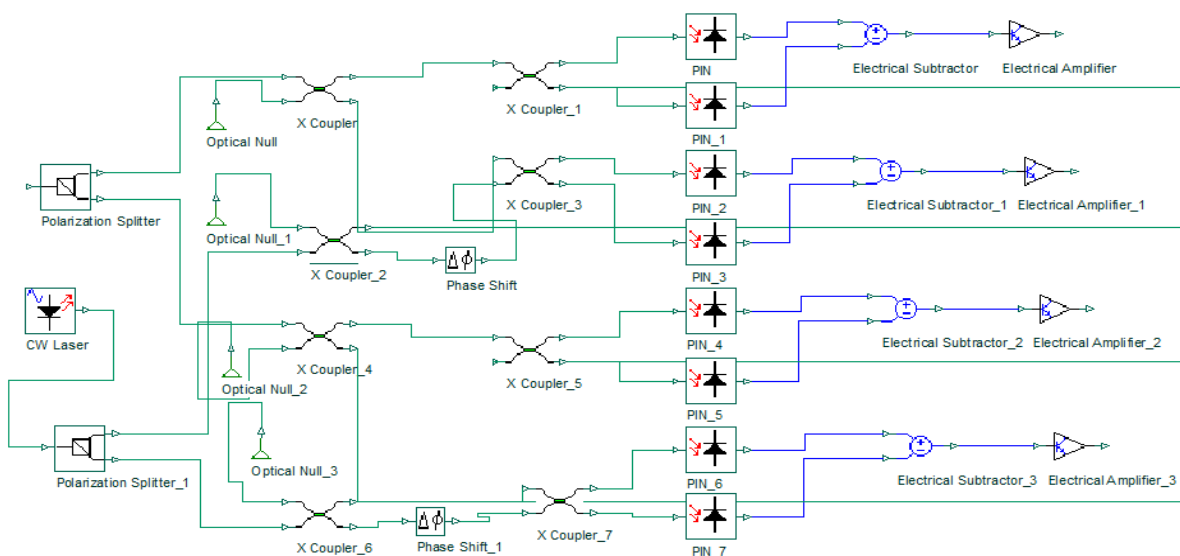 PIN
Electrical Subtractor
Electrical Amplifier
X Coupler
X Coupler_1
Optical Null
PIN_1
Polarization Splitter
X Coupler_3
PIN_2
Electrical Subtractor_1
Electrical Amplifier_1
Optical Null_1
X Coupler_2
Phase Shift
PIN_3
CW Laser
PIN_4
Electrical Subtractor_2
Electrical Amplifier_2
X Coupler_4
X Coupler_5
Optical Null_2
PIN_5
Polarization Splitter_1
Optical Null_3
PIN_6
Electrical Subtractor_3
Electrical Amplifier_3
X Coupler_6
Phase Shift_1
X Coupler_7
PIN_7